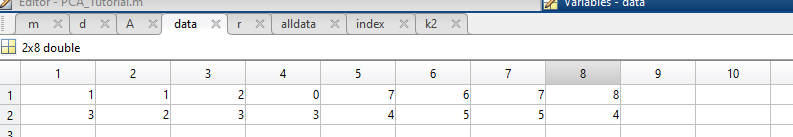 Editor - PCA_Tutorial.m Variables - data
m d A data r alldata index k2
2x8 double
1 2 3 4 5 6 7 8 9 10
1 1 1 2 0 7 6 7 8
2 3 2 3 3 4 5 5 4